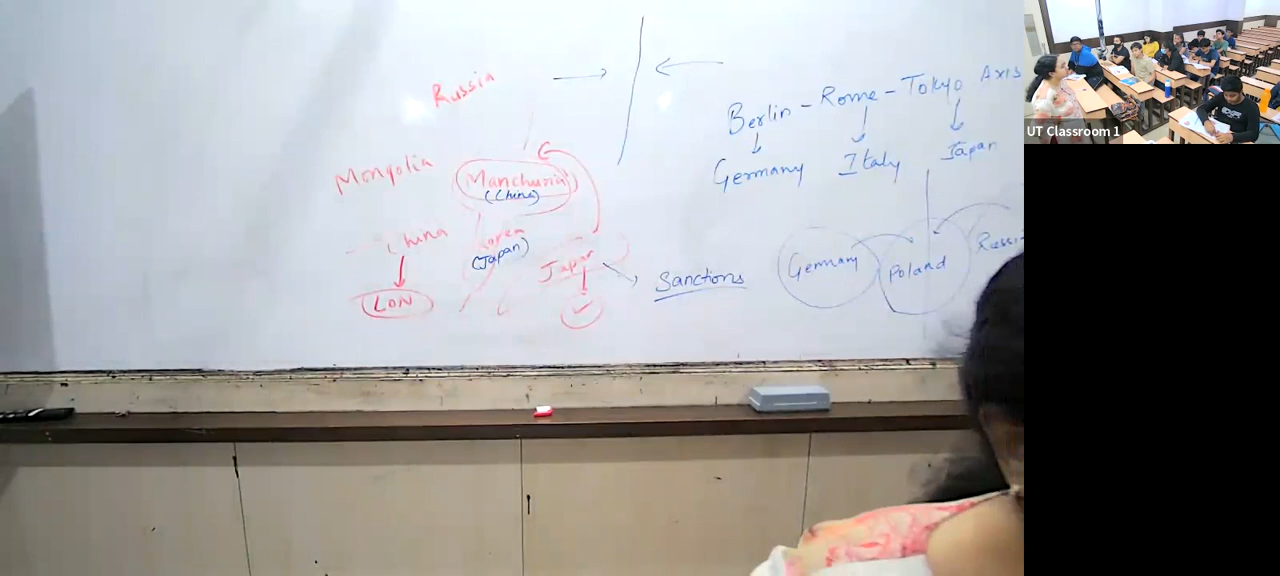 Russia
Berlin - Rome - Tokyo Axis
Germany Italy Japan
Mongolia
Manchuria
(China)
China
Korea
(Japan)
Japan
LON
Sanctions
Germany
Poland
UT Classroom 1